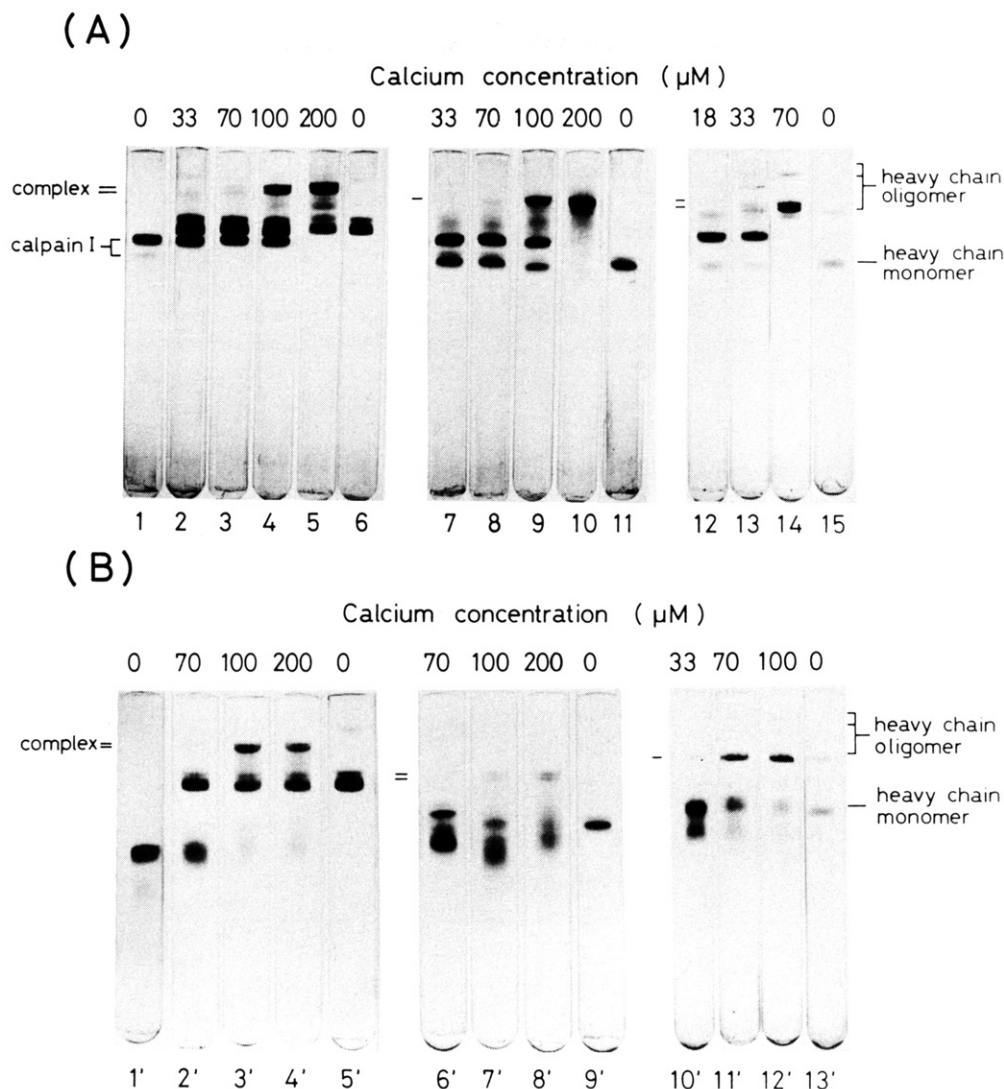 (A)
Calcium concentration (μM)
0 33 70 100 200 0 33 70 100 200 0 18 33 70 0
complex =
calpain I
heavy chain
oligomer
heavy chain
monomer
1 2 3 4 5 6 7 8 9 10 11 12 13 14 15
(B)
Calcium concentration (μM)
0 70 100 200 0 70 100 200 0 33 70 100 0
complex =
heavy chain
oligomer
heavy chain
monomer
1' 2' 3' 4' 5' 6' 7' 8' 9' 10' 11' 12' 13'